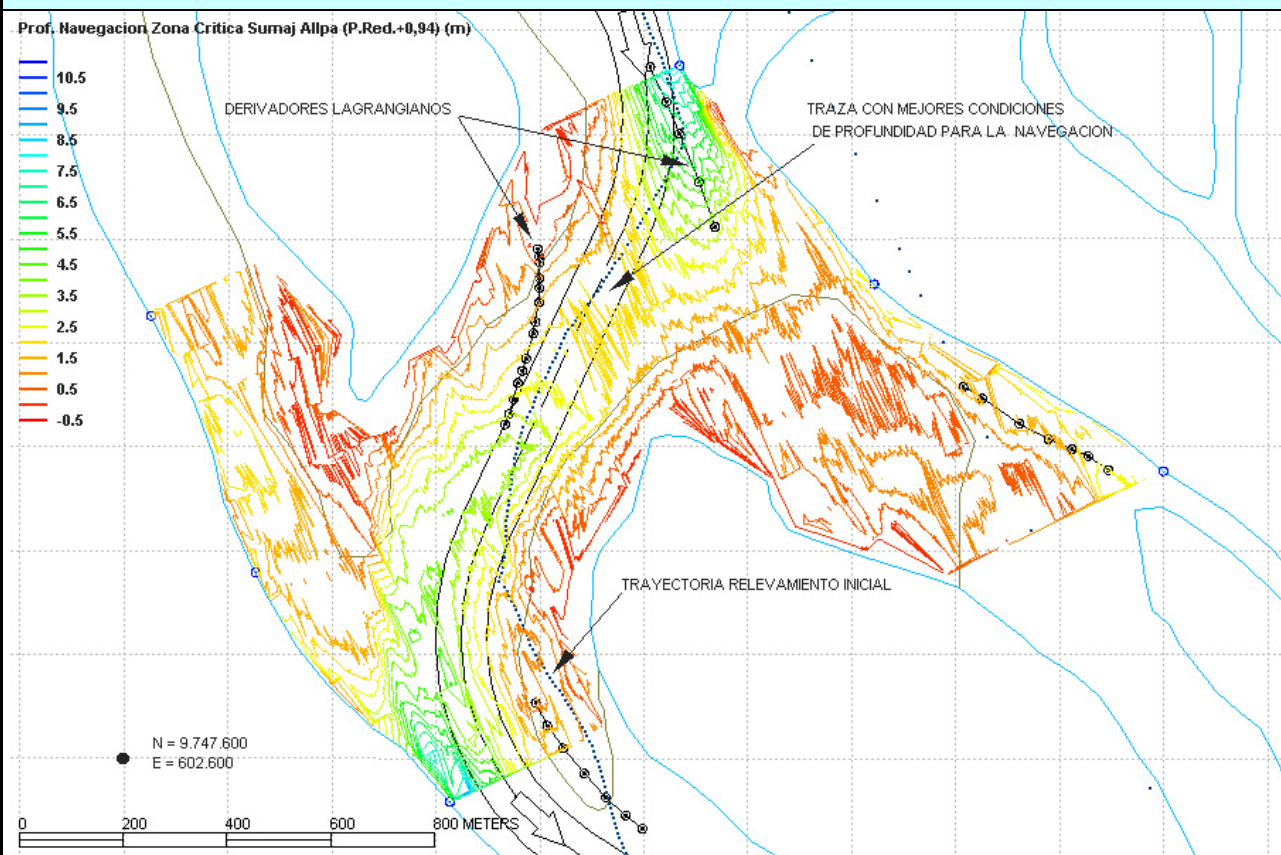 Prof. Navegacion Zona Critica Sumaj Allpa (P.Red.+0,94) (m)
10.5
9.5
8.5
7.5
6.5
5.5
4.5
3.5
2.5
1.5
0.5
-0.5
DERIVADORES LAGRANGIANOS
TRAZA CON MEJORES CONDICIONES
DE PROFUNDIDAD PARA LA NAVEGACION
TRAYECTORIA RELEVAMIENTO INICIAL
N = 9.747.600
E = 602.600
0 200 400 600 800 METERS